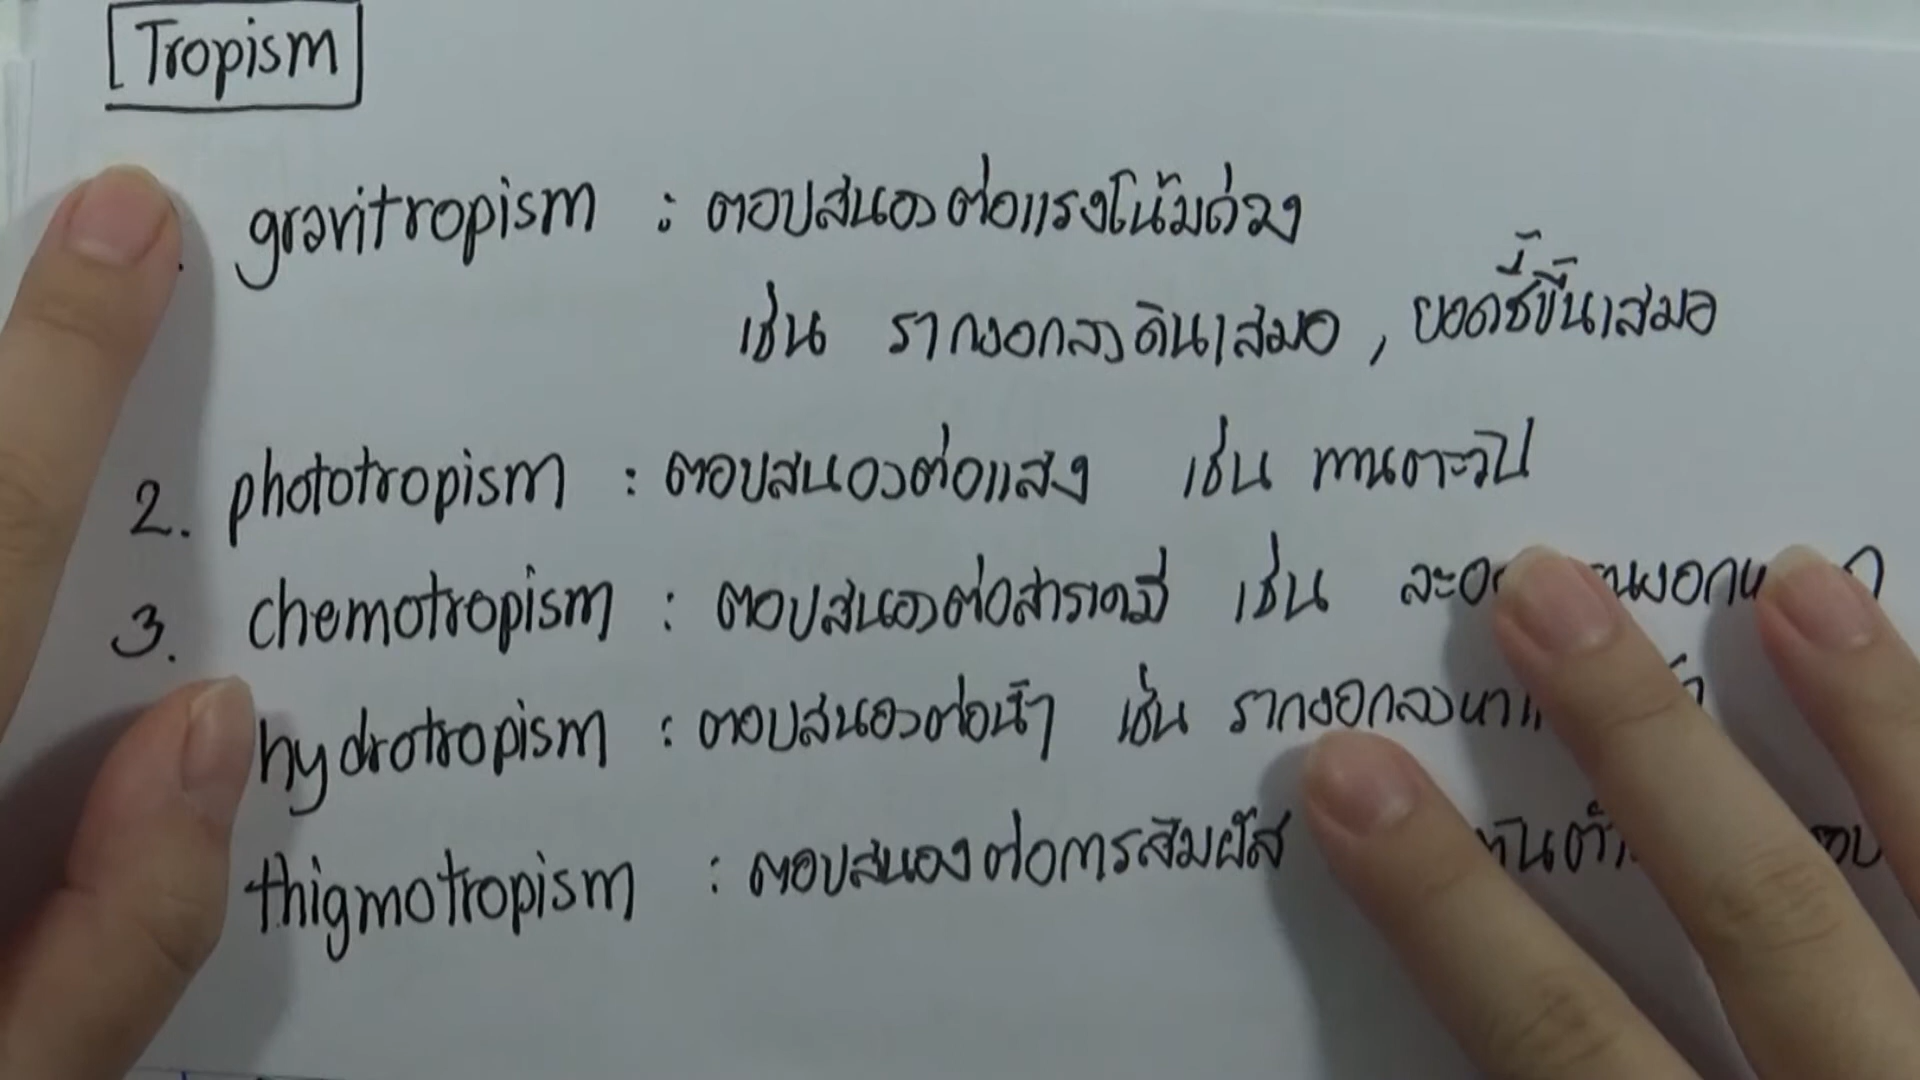 Tropism
gravitropism : ตอบสนองต่อแรงโน้มถ่วง
เช่น รากงอกลงดินเสมอ , ยอดชี้ขึ้นเสมอ
2. phototropism : ตอบสนองต่อแสง เช่น ทานตะวัน
3. chemotropism : ตอบสนองต่อสารเคมี เช่น
hydrotropism : ตอบสนองต่อน้ำ เช่น รากงอกลงหา
thigmotropism : ตอบสนองต่อการสัมผัส